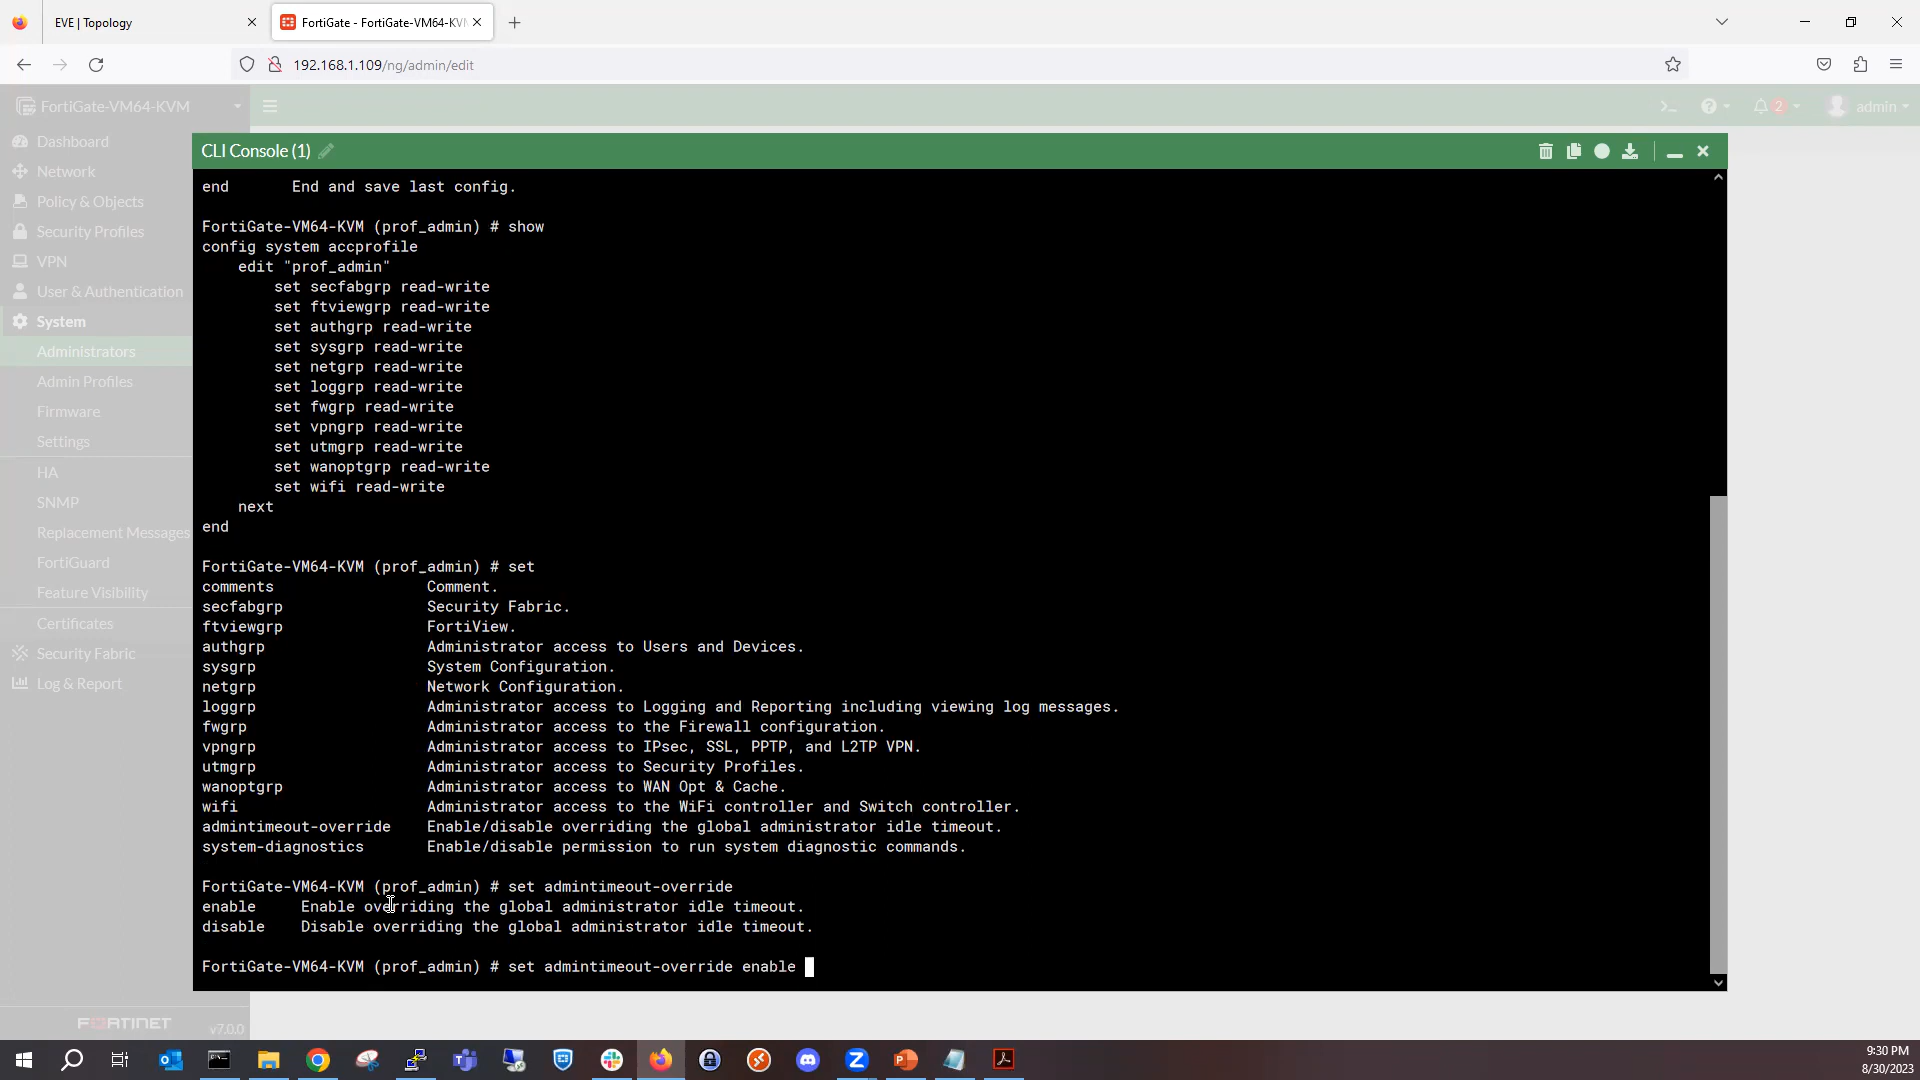 EVE | Topology
FortiGate - FortiGate-VM64-KVM
192.168.1.109/ng/admin/edit
FortiGate-VM64-KVM
2
admin
Dashboard
Network
Policy & Objects
Security Profiles
VPN
User & Authentication
System
Administrators
Admin Profiles
Firmware
Settings
HA
SNMP
Replacement Messages
FortiGuard
Feature Visibility
Certificates
Security Fabric
Log & Report
FORTINET
v7.0.0
CLI Console (1)
end       End and save last config.
FortiGate-VM64-KVM (prof_admin) # show
config system accprofile
    edit "prof_admin"
        set secfabgrp read-write
        set ftviewgrp read-write
        set authgrp read-write
        set sysgrp read-write
        set netgrp read-write
        set loggrp read-write
        set fwgrp read-write
        set vpngrp read-write
        set utmgrp read-write
        set wanoptgrp read-write
        set wifi read-write
    next
end
FortiGate-VM64-KVM (prof_admin) # set
comments                 Comment.
secfabgrp                Security Fabric.
ftviewgrp                FortiView.
authgrp                  Administrator access to Users and Devices.
sysgrp                   System Configuration.
netgrp                   Network Configuration.
loggrp                   Administrator access to Logging and Reporting including viewing log messages.
fwgrp                    Administrator access to the Firewall configuration.
vpngrp                   Administrator access to IPsec, SSL, PPTP, and L2TP VPN.
utmgrp                   Administrator access to Security Profiles.
wanoptgrp                Administrator access to WAN Opt & Cache.
wifi                     Administrator access to the WiFi controller and Switch controller.
admintimeout-override    Enable/disable overriding the global administrator idle timeout.
system-diagnostics       Enable/disable permission to run system diagnostic commands.
FortiGate-VM64-KVM (prof_admin) # set admintimeout-override
enable     Enable overriding the global administrator idle timeout.
disable    Disable overriding the global administrator idle timeout.
FortiGate-VM64-KVM (prof_admin) # set admintimeout-override enable
9:30 PM
8/30/2023